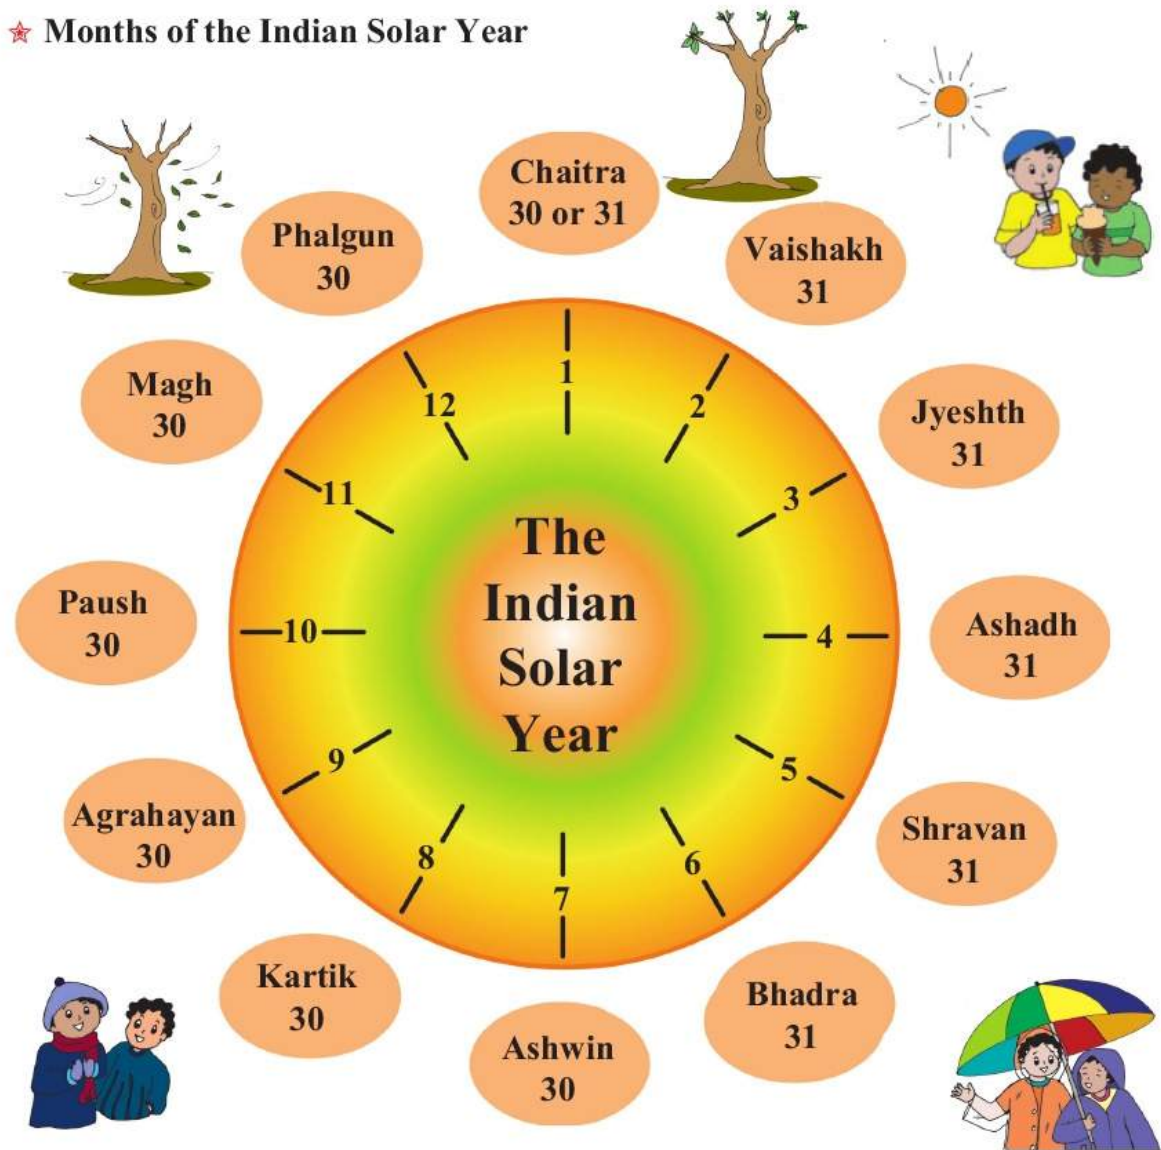 Months of the Indian Solar Year
Chaitra
30 or 31
Vaishakh
31
Jyeshth
31
Ashadh
31
Shravan
31
Bhadra
31
Ashwin
30
Kartik
30
Agrahayan
30
Paush
30
Magh
30
Phalgun
30
1
2
3
4
5
6
7
8
9
10
11
12
The
Indian
Solar
Year